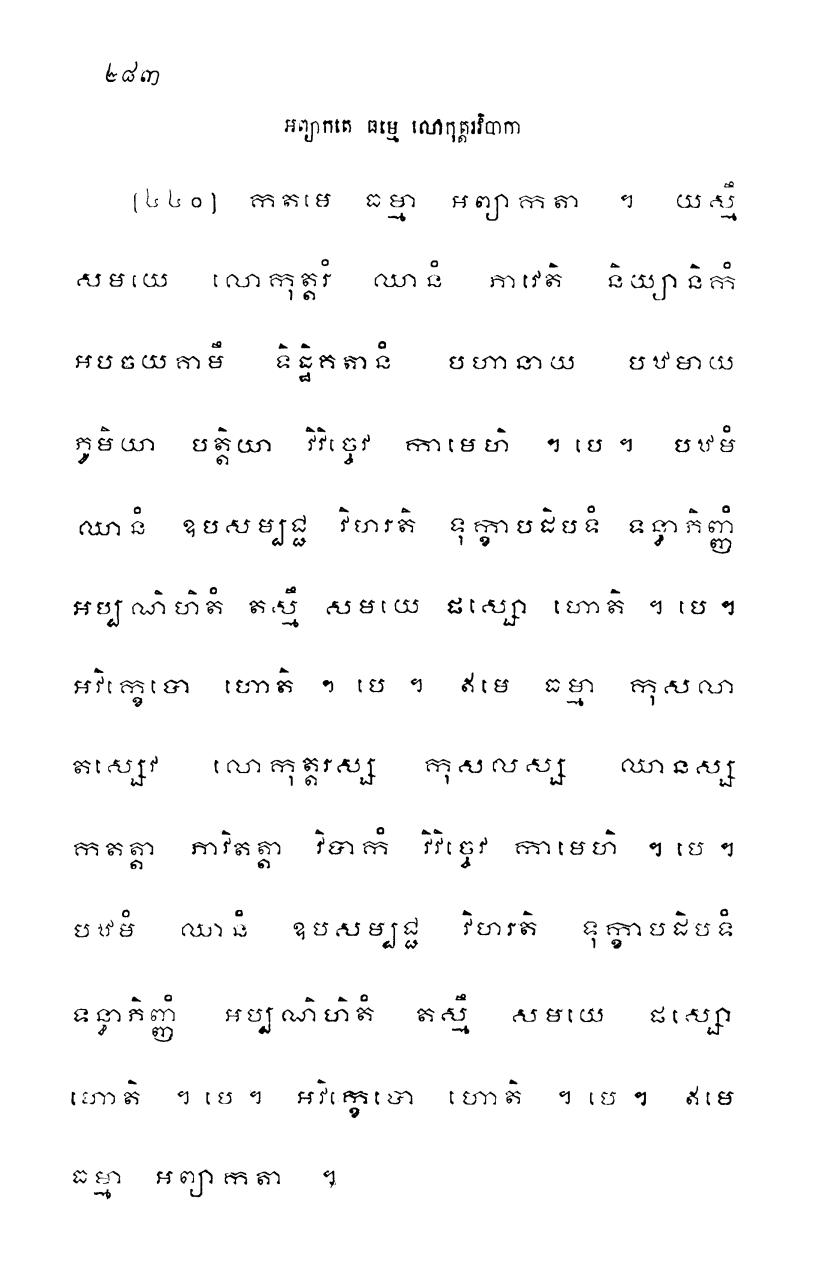 ២៨៣
អព្យាកតេ ធម្មេ លោកុត្តរវិបាកា
(៤៤០) កតមេ ធម្មា អព្យាកតា ។ យស្មឹ
សមយេ លោកុត្តរំ ឈានំ ភាវេតិ និយ្យានិកំ
អបចយគាមឹ ទិដ្ឋិគតានំ បហានាយ បឋមាយ
ភូមិយា បត្តិយា វិវិច្ចេវ កាមេហិ ។ បេ ។ បឋមំ
ឈានំ ឧបសម្បជ្ជ វិហរតិ ទុក្ខាបដិបទំ ទន្ធាភិញ្ញំ
អប្បណិហិតំ តស្មឹ សមយេ ផស្សោ ហោតិ ។ បេ ។
អវិក្ខេបោ ហោតិ ។ បេ ។ ឥមេ ធម្មា កុសលា
តស្សេវ លោកុត្តរស្ស កុសលស្ស ឈានស្ស
កតត្តា ភាវិតត្តា វិបាកំ វិវិច្ចេវ កាមេហិ ។ បេ ។
បឋមំ ឈានំ ឧបសម្បជ្ជ វិហរតិ ទុក្ខាបដិបទំ
ទន្ធាភិញ្ញំ អប្បណិហិតំ តស្មឹ សមយេ ផស្សោ
ហោតិ ។ បេ ។ អវិក្ខេបោ ហោតិ ។ បេ ។ ឥមេ
ធម្មា អព្យាកតា ។